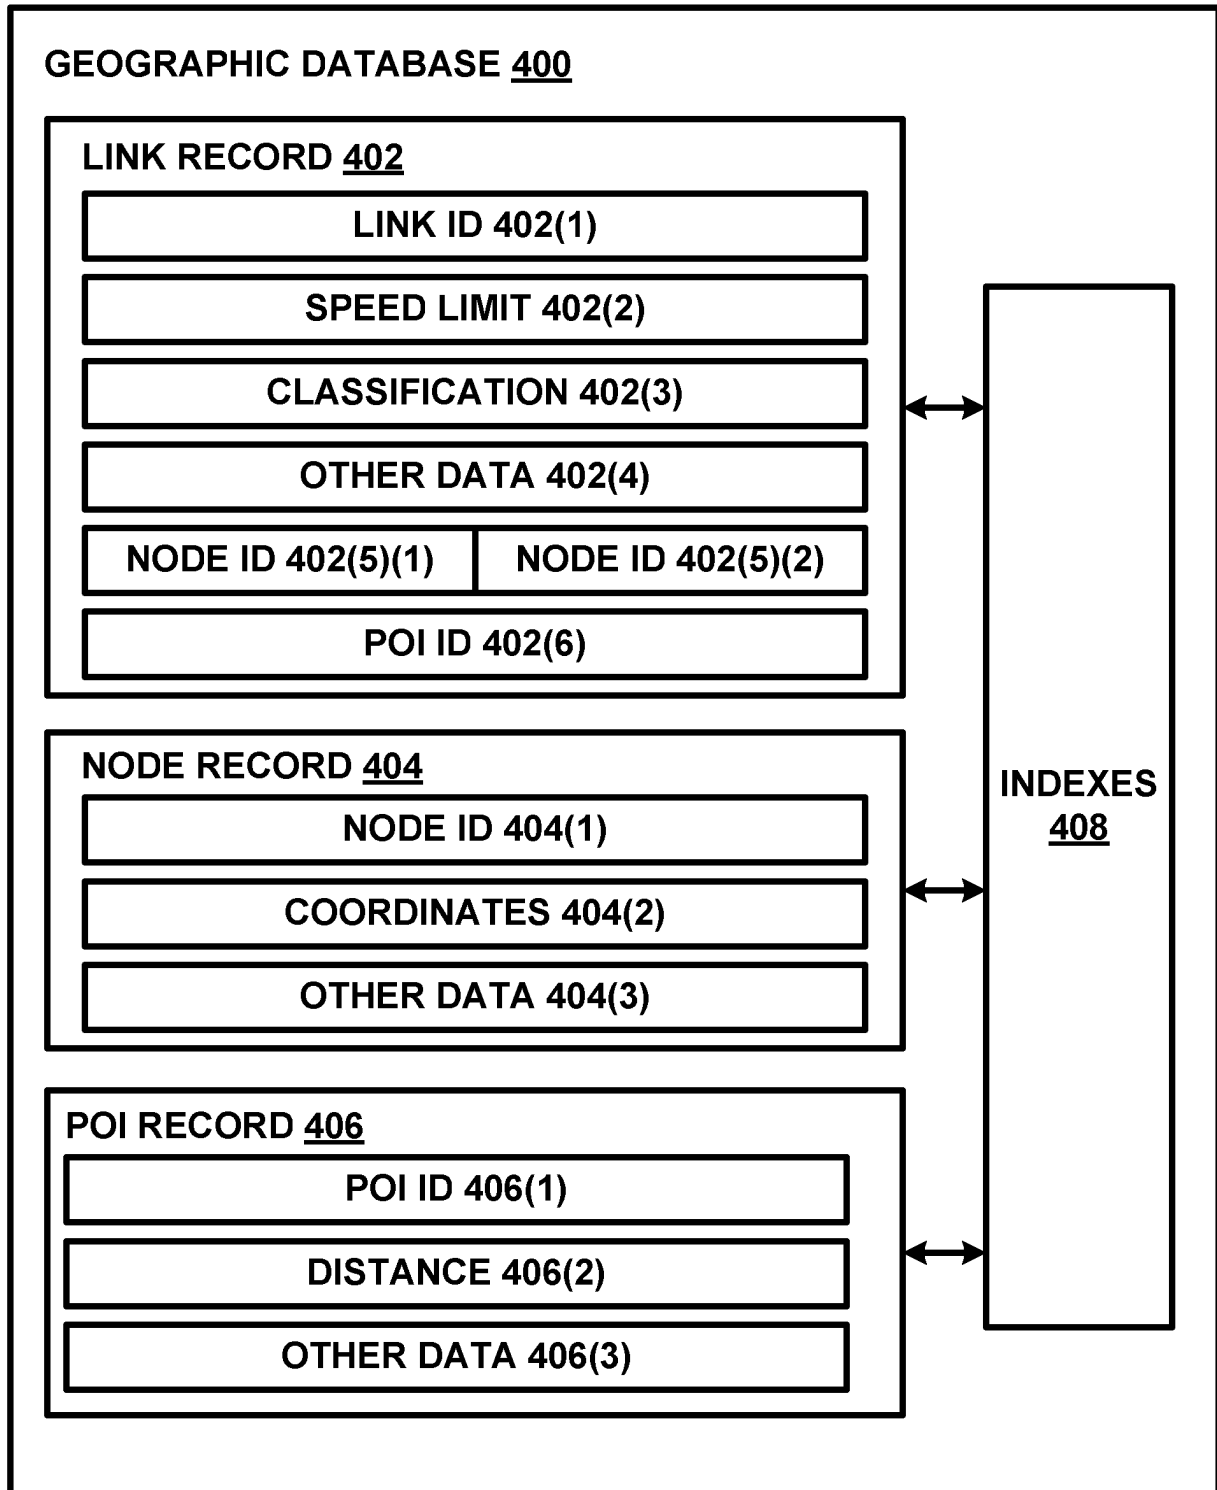 GEOGRAPHIC DATABASE 400
LINK RECORD 402
LINK ID 402(1)
SPEED LIMIT 402(2)
CLASSIFICATION 402(3)
OTHER DATA 402(4)
NODE ID 402(5)(1)
NODE ID 402(5)(2)
POI ID 402(6)
NODE RECORD 404
NODE ID 404(1)
COORDINATES 404(2)
OTHER DATA 404(3)
POI RECORD 406
POI ID 406(1)
DISTANCE 406(2)
OTHER DATA 406(3)
INDEXES
408